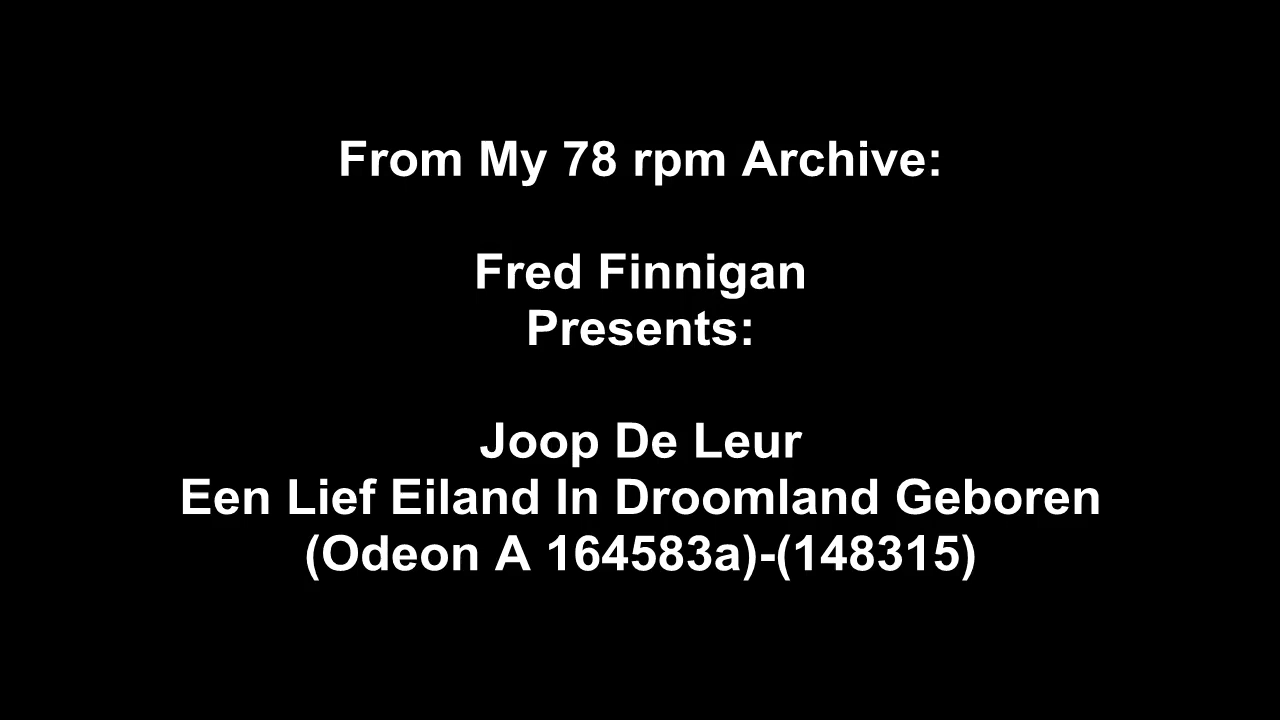 From My 78 rpm Archive:
Fred Finnigan
Presents:
Joop De Leur
Een Lief Eiland In Droomland Geboren
(Odeon A 164583a)-(148315)